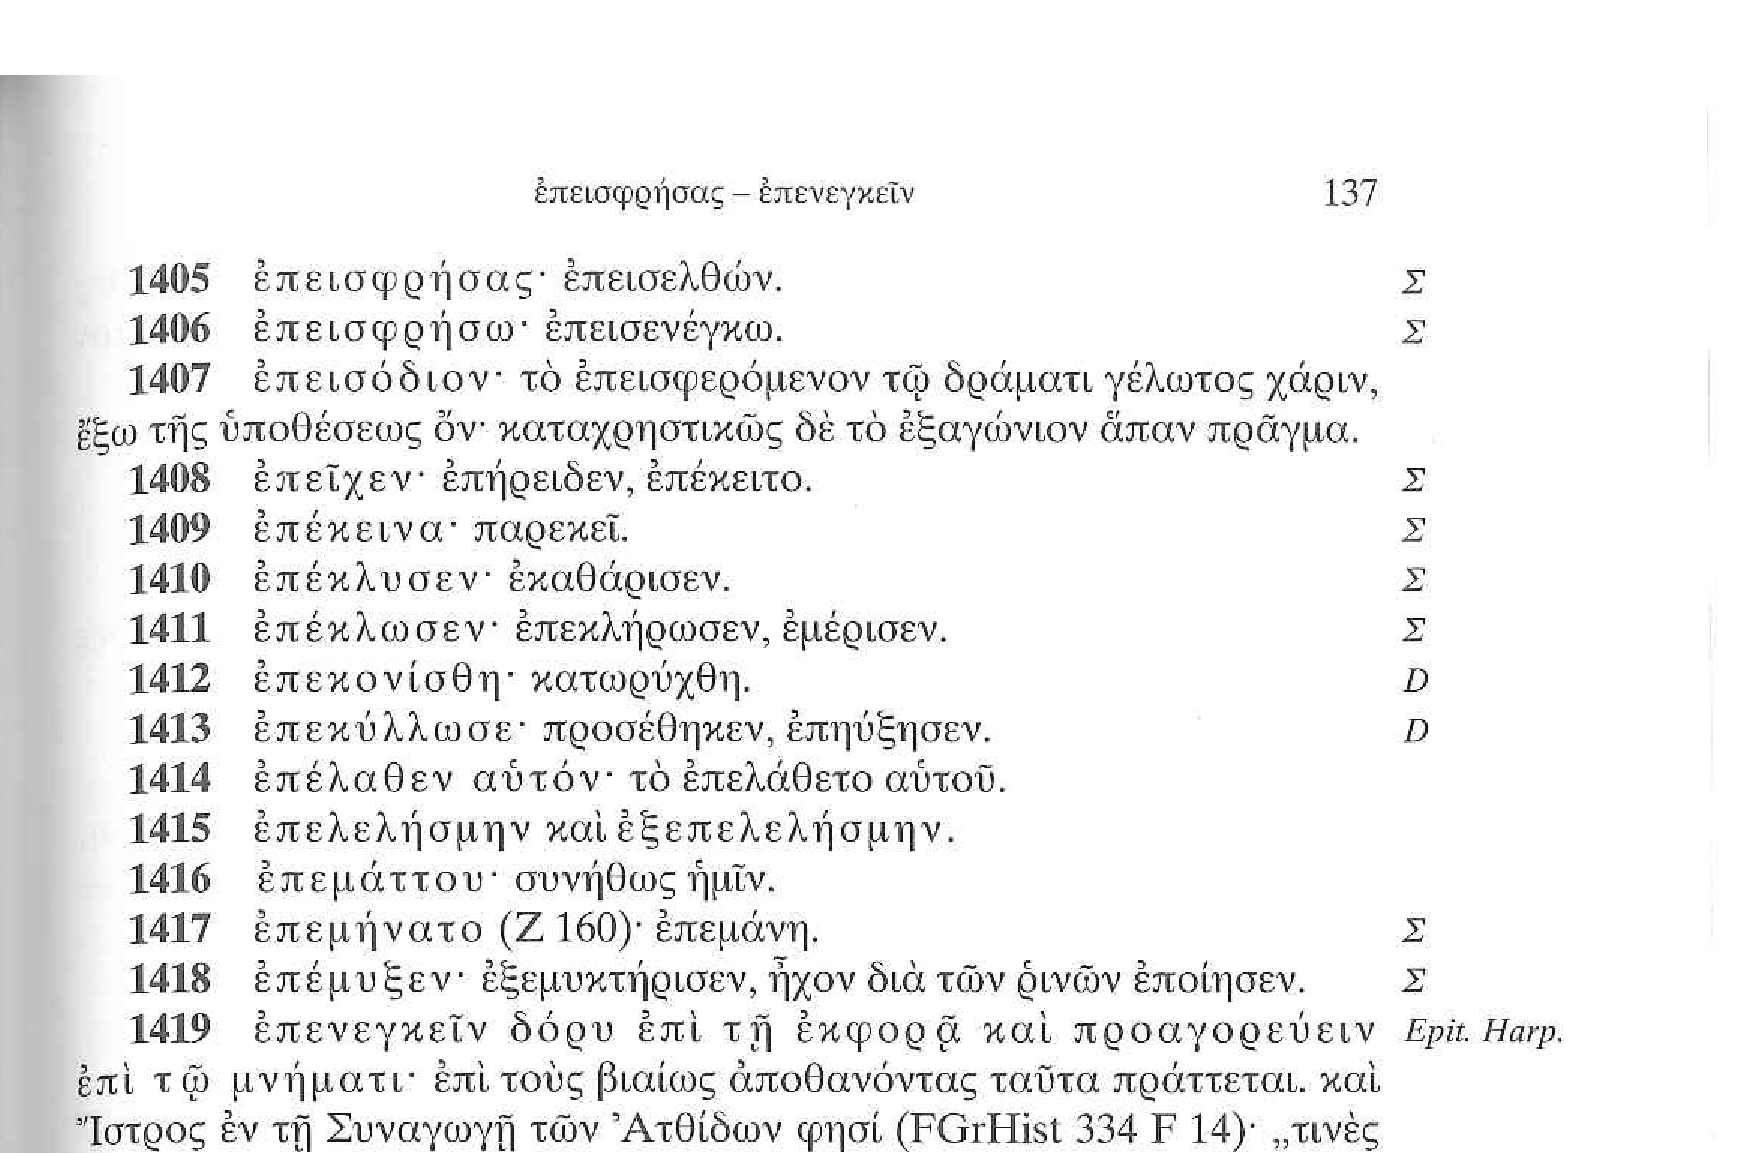 ἐπεισφρήσας – ἐπενεγκεῖν 137
1405 ἐπεισφρήσας· ἐπεισελθών. Σ
1406 ἐπεισφρήσω· ἐπεισενέγκω. Σ
1407 ἐπεισόδιον· τὸ ἐπεισφερόμενον τῷ δράματι γέλωτος χάριν,
ἔξω τῆς ὑποθέσεως ὄν· καταχρηστικῶς δὲ τὸ ἐξαγώνιον ἅπαν πρᾶγμα.
1408 ἐπεῖχεν· ἐπήρειδεν, ἐπέκειτο. Σ
1409 ἐπέκεινα· παρεκεῖ. Σ
1410 ἐπέκλυσεν· ἐκαθάρισεν. Σ
1411 ἐπέκλωσεν· ἐπεκλήρωσεν, ἐμέρισεν. Σ
1412 ἐπεκονίσθη· κατωρύχθη. D
1413 ἐπεκύλλωσε· προσέθηκεν, ἐπηύξησεν. D
1414 ἐπέλαθεν αὐτόν· τὸ ἐπελάθετο αὐτοῦ.
1415 ἐπελελήσμην καὶ ἐξεπελελήσμην.
1416 ἐπεμάττου· συνήθως ἡμῖν.
1417 ἐπεμήνατο (Ζ 160)· ἐπεμάνη. Σ
1418 ἐπέμυξεν· ἐξεμυκτήρισεν, ἦχον διὰ τῶν ῥινῶν ἐποίησεν. Σ
1419 ἐπενεγκεῖν δόρυ ἐπὶ τῇ ἐκφορᾷ καὶ προαγορεύειν Epit. Harp.
ἐπὶ τῷ μνήματι· ἐπὶ τοὺς βιαίως ἀποθανόντας ταῦτα πράττεται. καὶ
Ἴστρος ἐν τῇ Συναγωγῇ τῶν Ἀτθίδων φησί (FGrHist 334 F 14)· „τινὲς